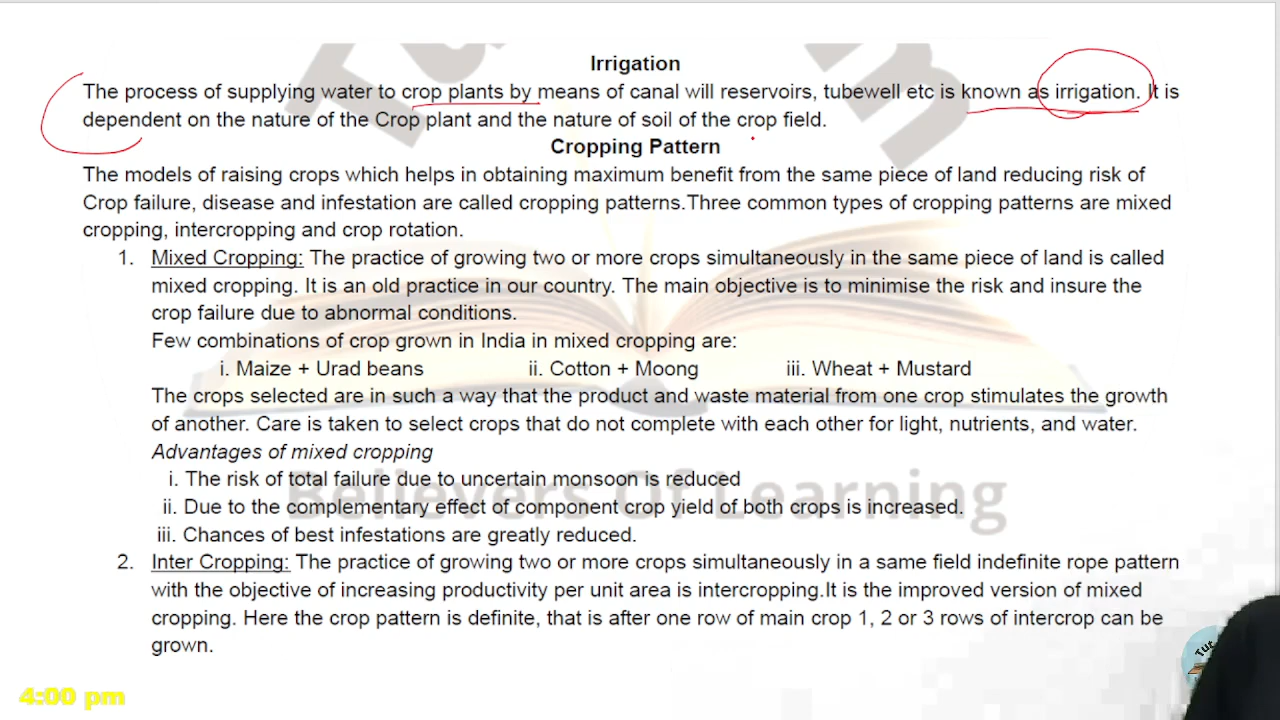 Irrigation
The process of supplying water to crop plants by means of canal will reservoirs, tubewell etc is known as irrigation. It is
dependent on the nature of the Crop plant and the nature of soil of the crop field.
Cropping Pattern
The models of raising crops which helps in obtaining maximum benefit from the same piece of land reducing risk of
Crop failure, disease and infestation are called cropping patterns.Three common types of cropping patterns are mixed
cropping, intercropping and crop rotation.
1. Mixed Cropping: The practice of growing two or more crops simultaneously in the same piece of land is called
mixed cropping. It is an old practice in our country. The main objective is to minimise the risk and insure the
crop failure due to abnormal conditions.
Few combinations of crop grown in India in mixed cropping are:
i. Maize + Urad beans ii. Cotton + Moong iii. Wheat + Mustard
The crops selected are in such a way that the product and waste material from one crop stimulates the growth
of another. Care is taken to select crops that do not complete with each other for light, nutrients, and water.
Advantages of mixed cropping
i. The risk of total failure due to uncertain monsoon is reduced
ii. Due to the complementary effect of component crop yield of both crops is increased.
iii. Chances of best infestations are greatly reduced.
2. Inter Cropping: The practice of growing two or more crops simultaneously in a same field indefinite rope pattern
with the objective of increasing productivity per unit area is intercropping.It is the improved version of mixed
cropping. Here the crop pattern is definite, that is after one row of main crop 1, 2 or 3 rows of intercrop can be
grown.
Believers Of Learning
Tut
4:00 pm